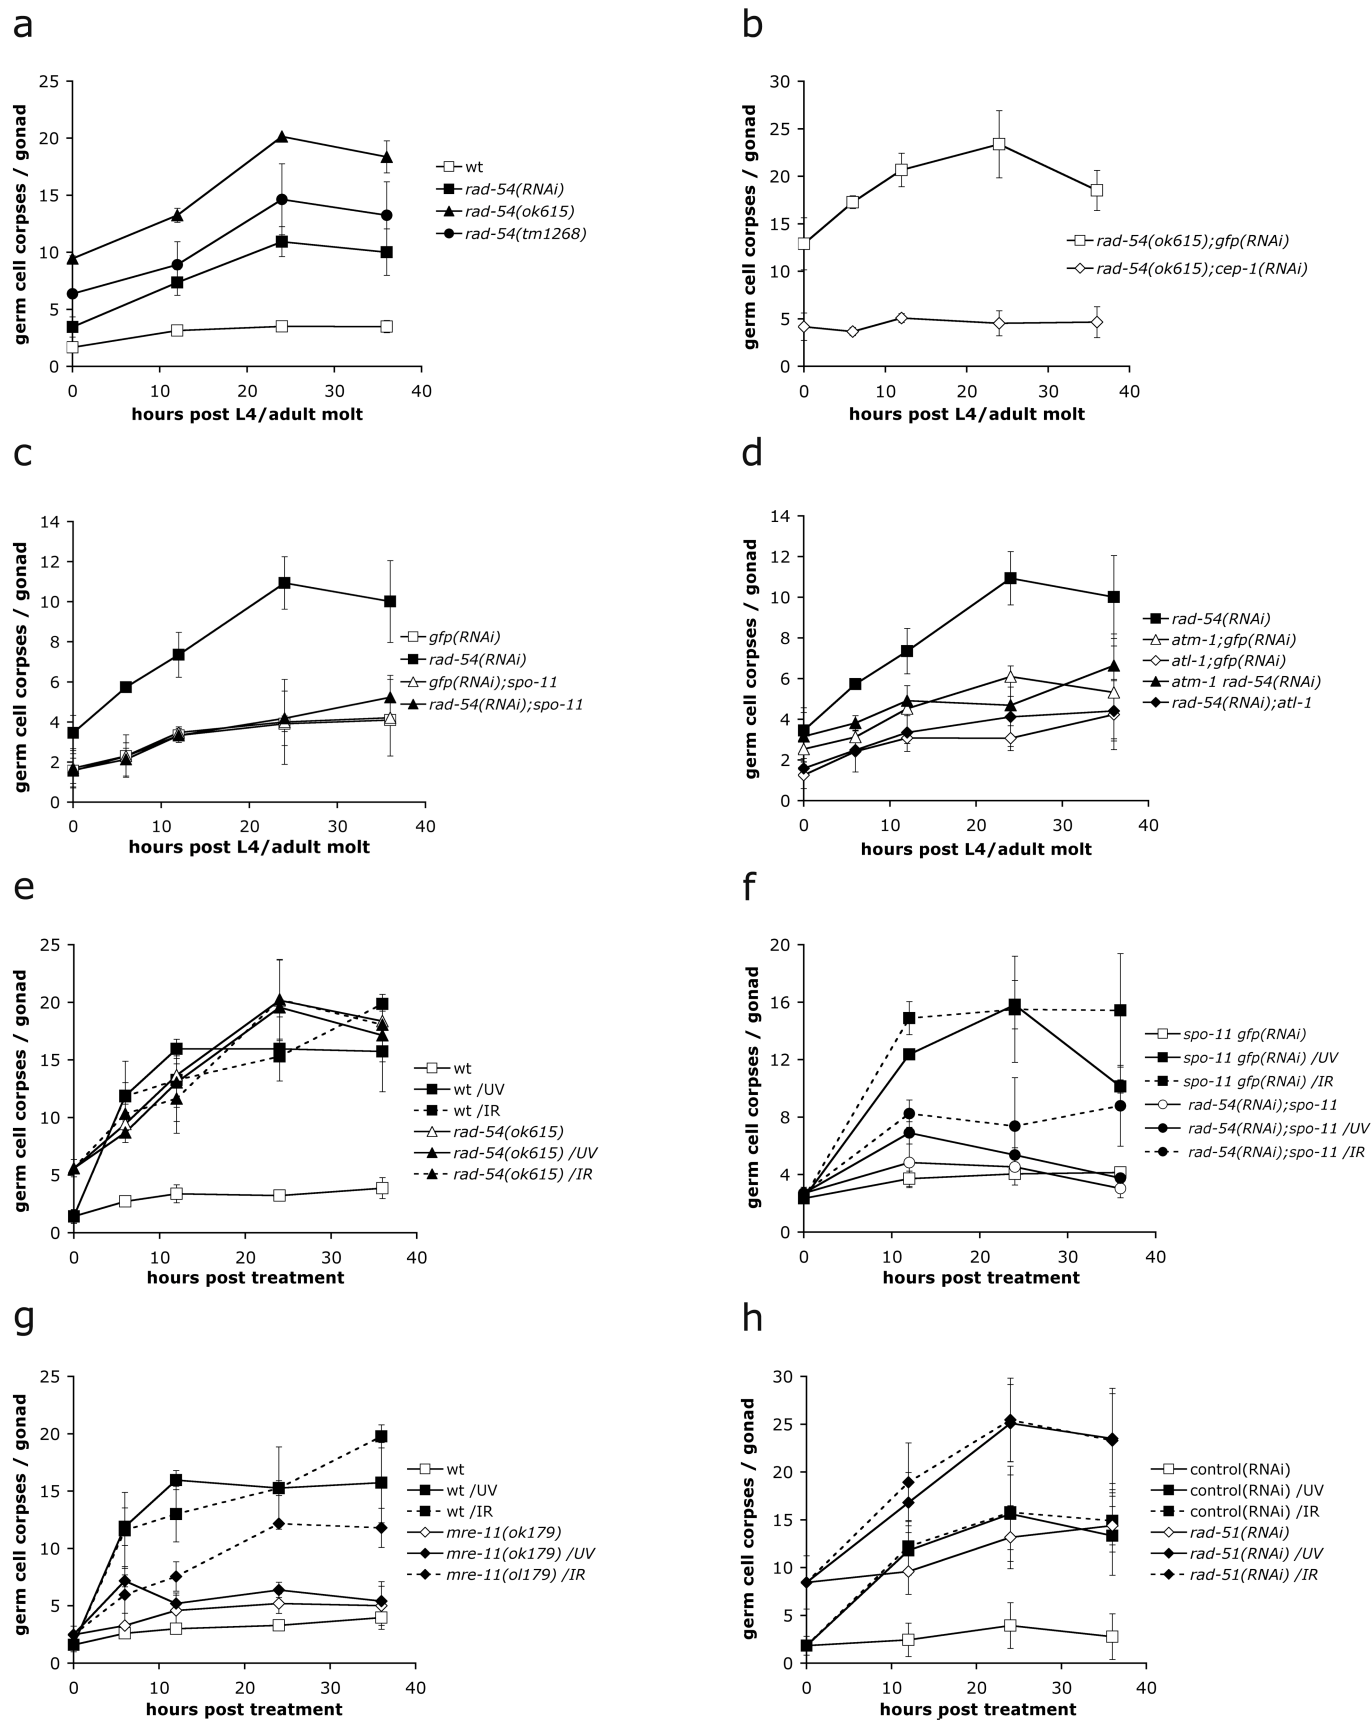 a
25
20
15
10
5
0
germ cell corpses / gonad
0 10 20 30 40
hours post L4/adult molt
wt
rad-54(RNAi)
rad-54(ok615)
rad-54(tm1268)
b
30
25
20
15
10
5
0
germ cell corpses / gonad
0 10 20 30 40
hours post L4/adult molt
rad-54(ok615);gfp(RNAi)
rad-54(ok615);cep-1(RNAi)
c
14
12
10
8
6
4
2
0
germ cell corpses / gonad
0 10 20 30 40
hours post L4/adult molt
gfp(RNAi)
rad-54(RNAi)
gfp(RNAi);spo-11
rad-54(RNAi);spo-11
d
14
12
10
8
6
4
2
0
germ cell corpses / gonad
0 10 20 30 40
hours post L4/adult molt
rad-54(RNAi)
atm-1;gfp(RNAi)
atl-1;gfp(RNAi)
atm-1 rad-54(RNAi)
rad-54(RNAi);atl-1
e
25
20
15
10
5
0
germ cell corpses / gonad
0 10 20 30 40
hours post treatment
wt
wt /UV
wt /IR
rad-54(ok615)
rad-54(ok615) /UV
rad-54(ok615) /IR
f
20
16
12
8
4
0
germ cell corpses / gonad
0 10 20 30 40
hours post treatment
spo-11 gfp(RNAi)
spo-11 gfp(RNAi) /UV
spo-11 gfp(RNAi) /IR
rad-54(RNAi);spo-11
rad-54(RNAi);spo-11 /UV
rad-54(RNAi);spo-11 /IR
g
25
20
15
10
5
0
germ cell corpses / gonad
0 10 20 30 40
hours post treatment
wt
wt /UV
wt /IR
mre-11(ok179)
mre-11(ok179) /UV
mre-11(ol179) /IR
h
30
25
20
15
10
5
0
germ cell corpses / gonad
0 10 20 30 40
hours post treatment
control(RNAi)
control(RNAi) /UV
control(RNAi) /IR
rad-51(RNAi)
rad-51(RNAi) /UV
rad-51(RNAi) /IR